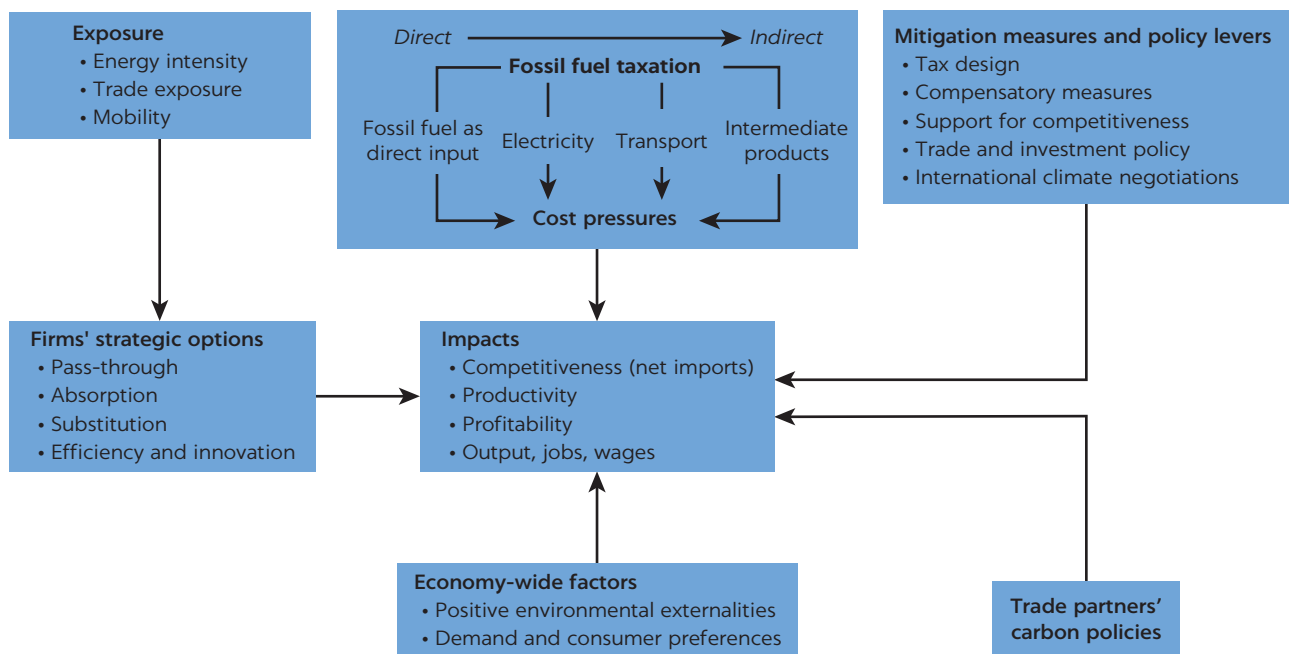 Exposure
• Energy intensity
• Trade exposure
• Mobility
Direct
Indirect
Fossil fuel taxation
Fossil fuel as
direct input
Electricity
Transport
Intermediate
products
Cost pressures
Mitigation measures and policy levers
• Tax design
• Compensatory measures
• Support for competitiveness
• Trade and investment policy
• International climate negotiations
Firms' strategic options
• Pass-through
• Absorption
• Substitution
• Efficiency and innovation
Impacts
• Competitiveness (net imports)
• Productivity
• Profitability
• Output, jobs, wages
Economy-wide factors
• Positive environmental externalities
• Demand and consumer preferences
Trade partners’
carbon policies